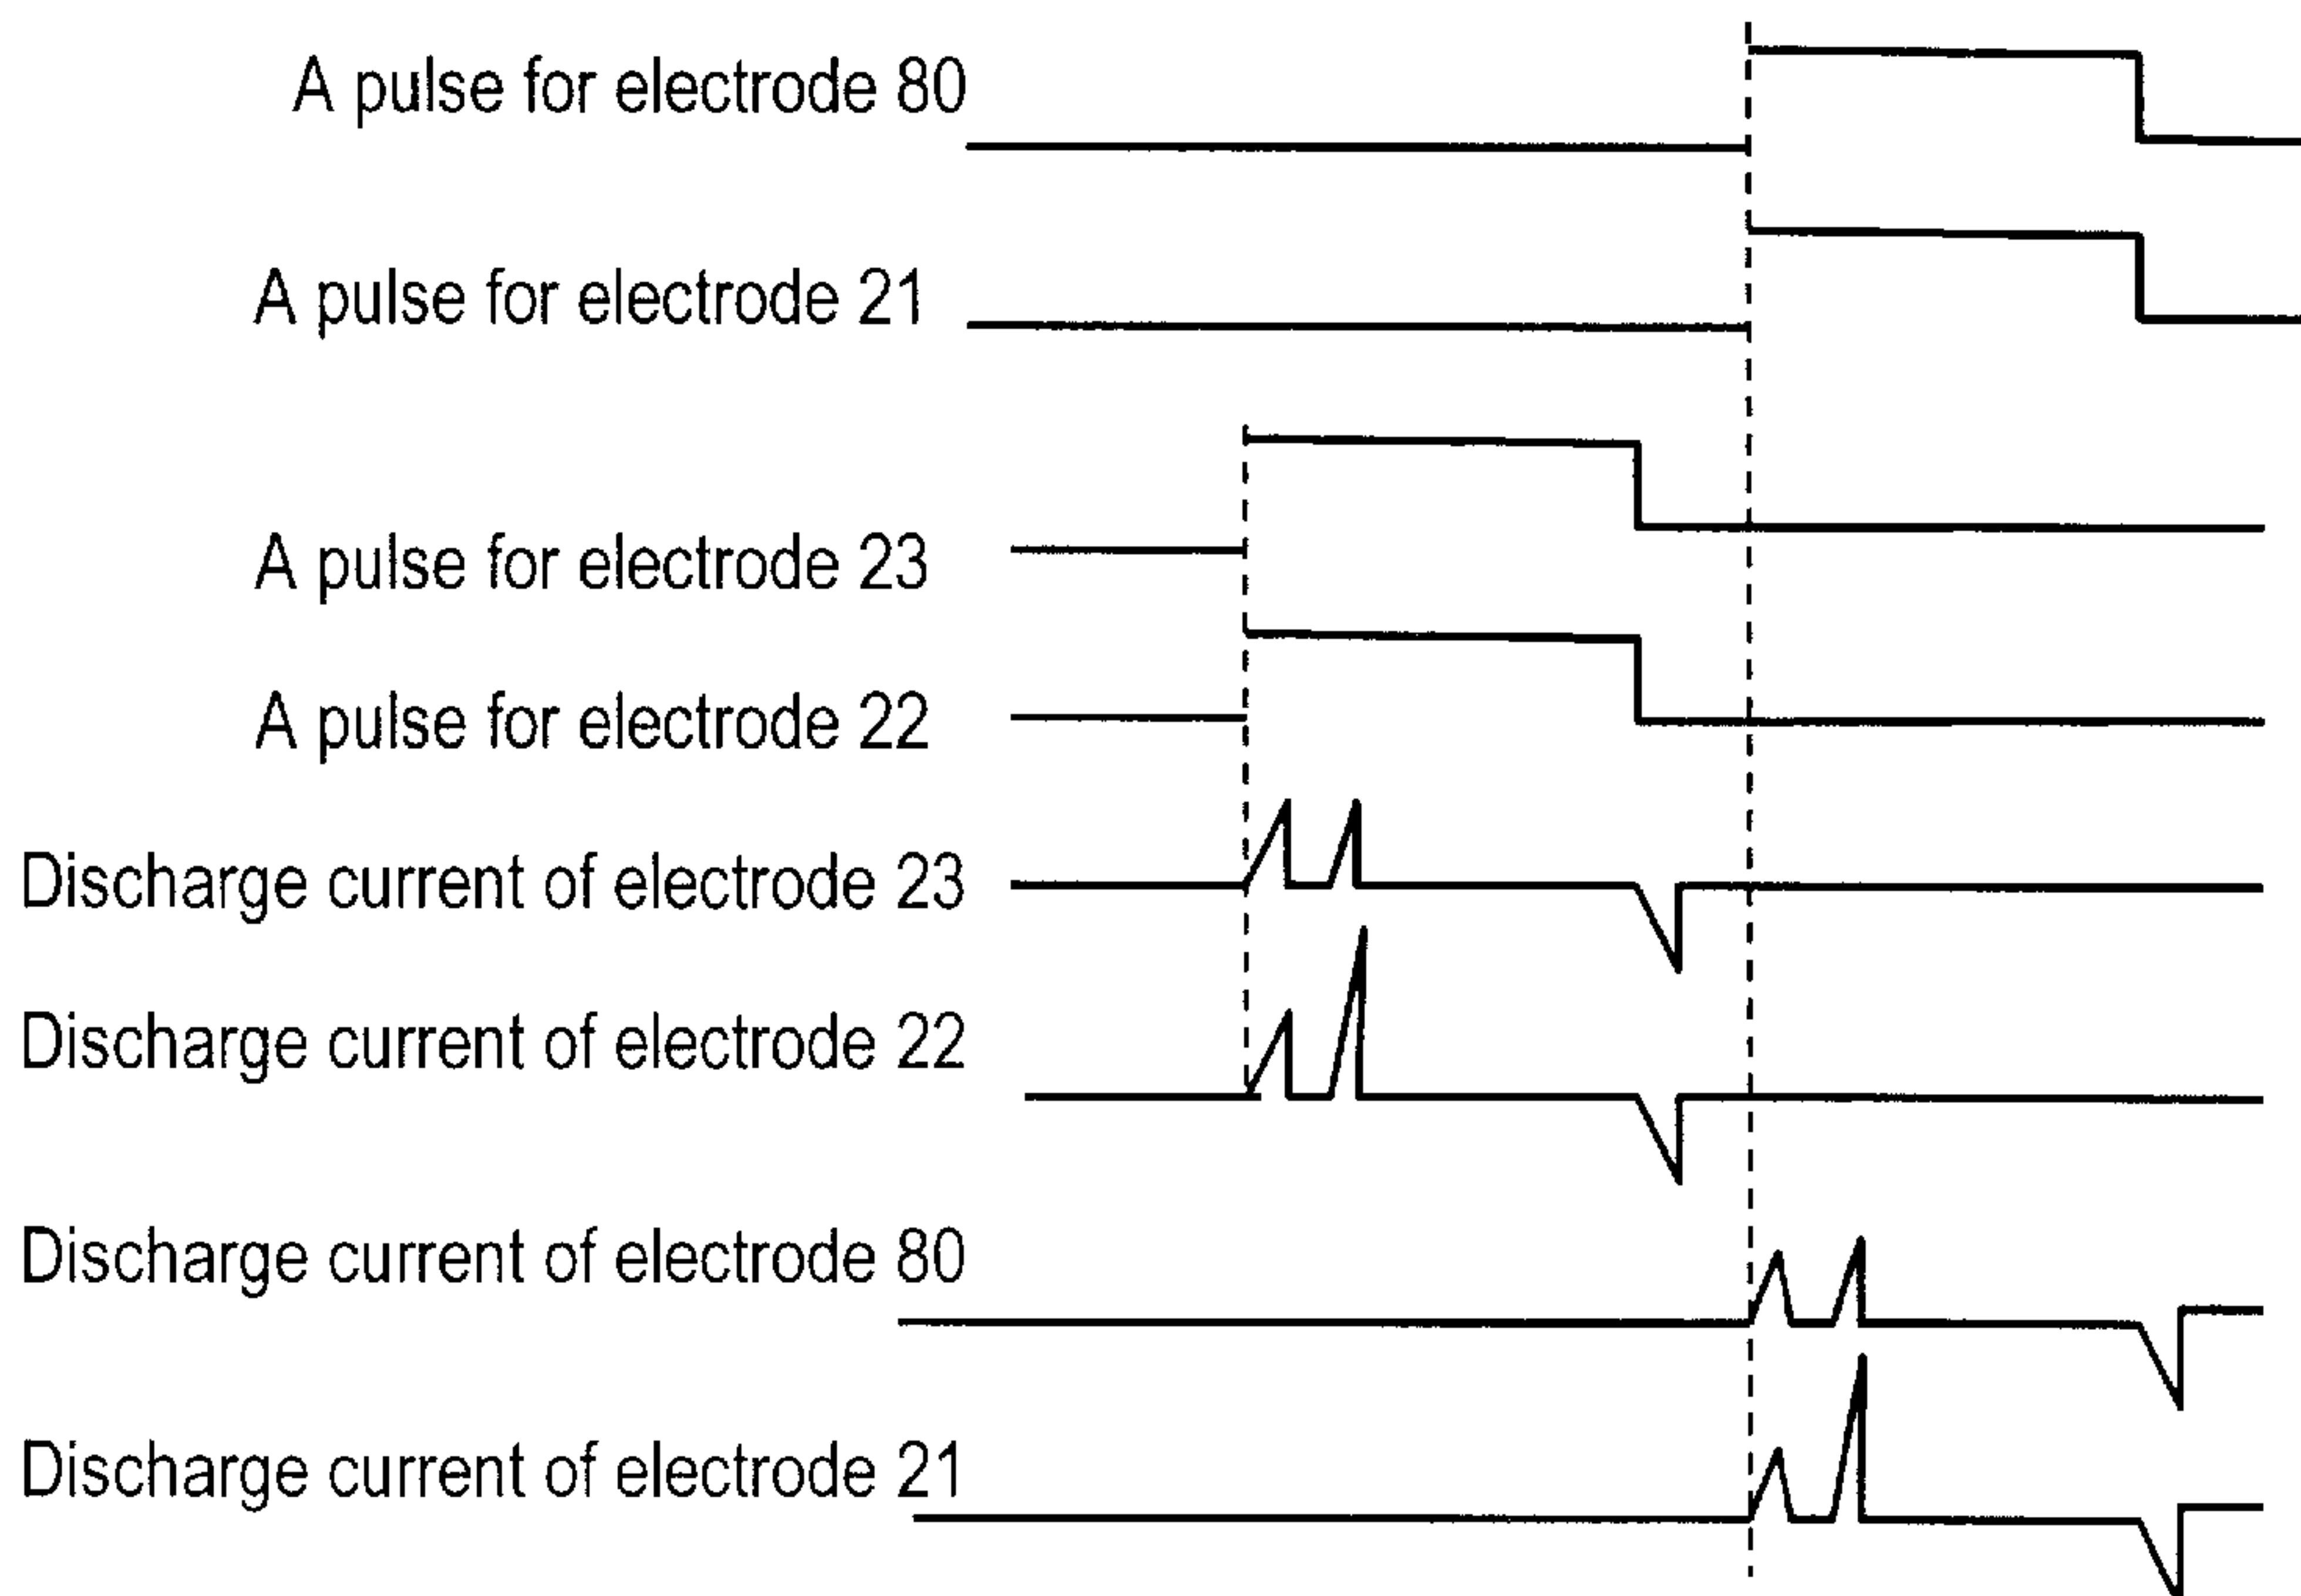 A pulse for electrode 80
A pulse for electrode 21
A pulse for electrode 23
A pulse for electrode 22
Discharge current of electrode 23
Discharge current of electrode 22
Discharge current of electrode 80
Discharge current of electrode 21